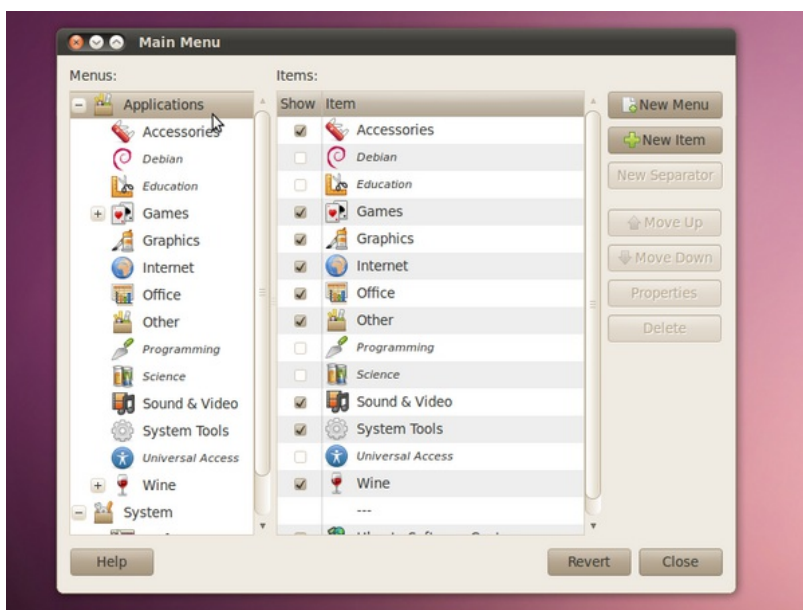 Main Menu
Menus:
Items:
Applications
Accessories
Debian
Education
Games
Graphics
Internet
Office
Other
Programming
Science
Sound & Video
System Tools
Universal Access
Wine
System
Show Item
Accessories
Debian
Education
Games
Graphics
Internet
Office
Other
Programming
Science
Sound & Video
System Tools
Universal Access
Wine
---
New Menu
New Item
New Separator
Move Up
Move Down
Properties
Delete
Help
Revert
Close